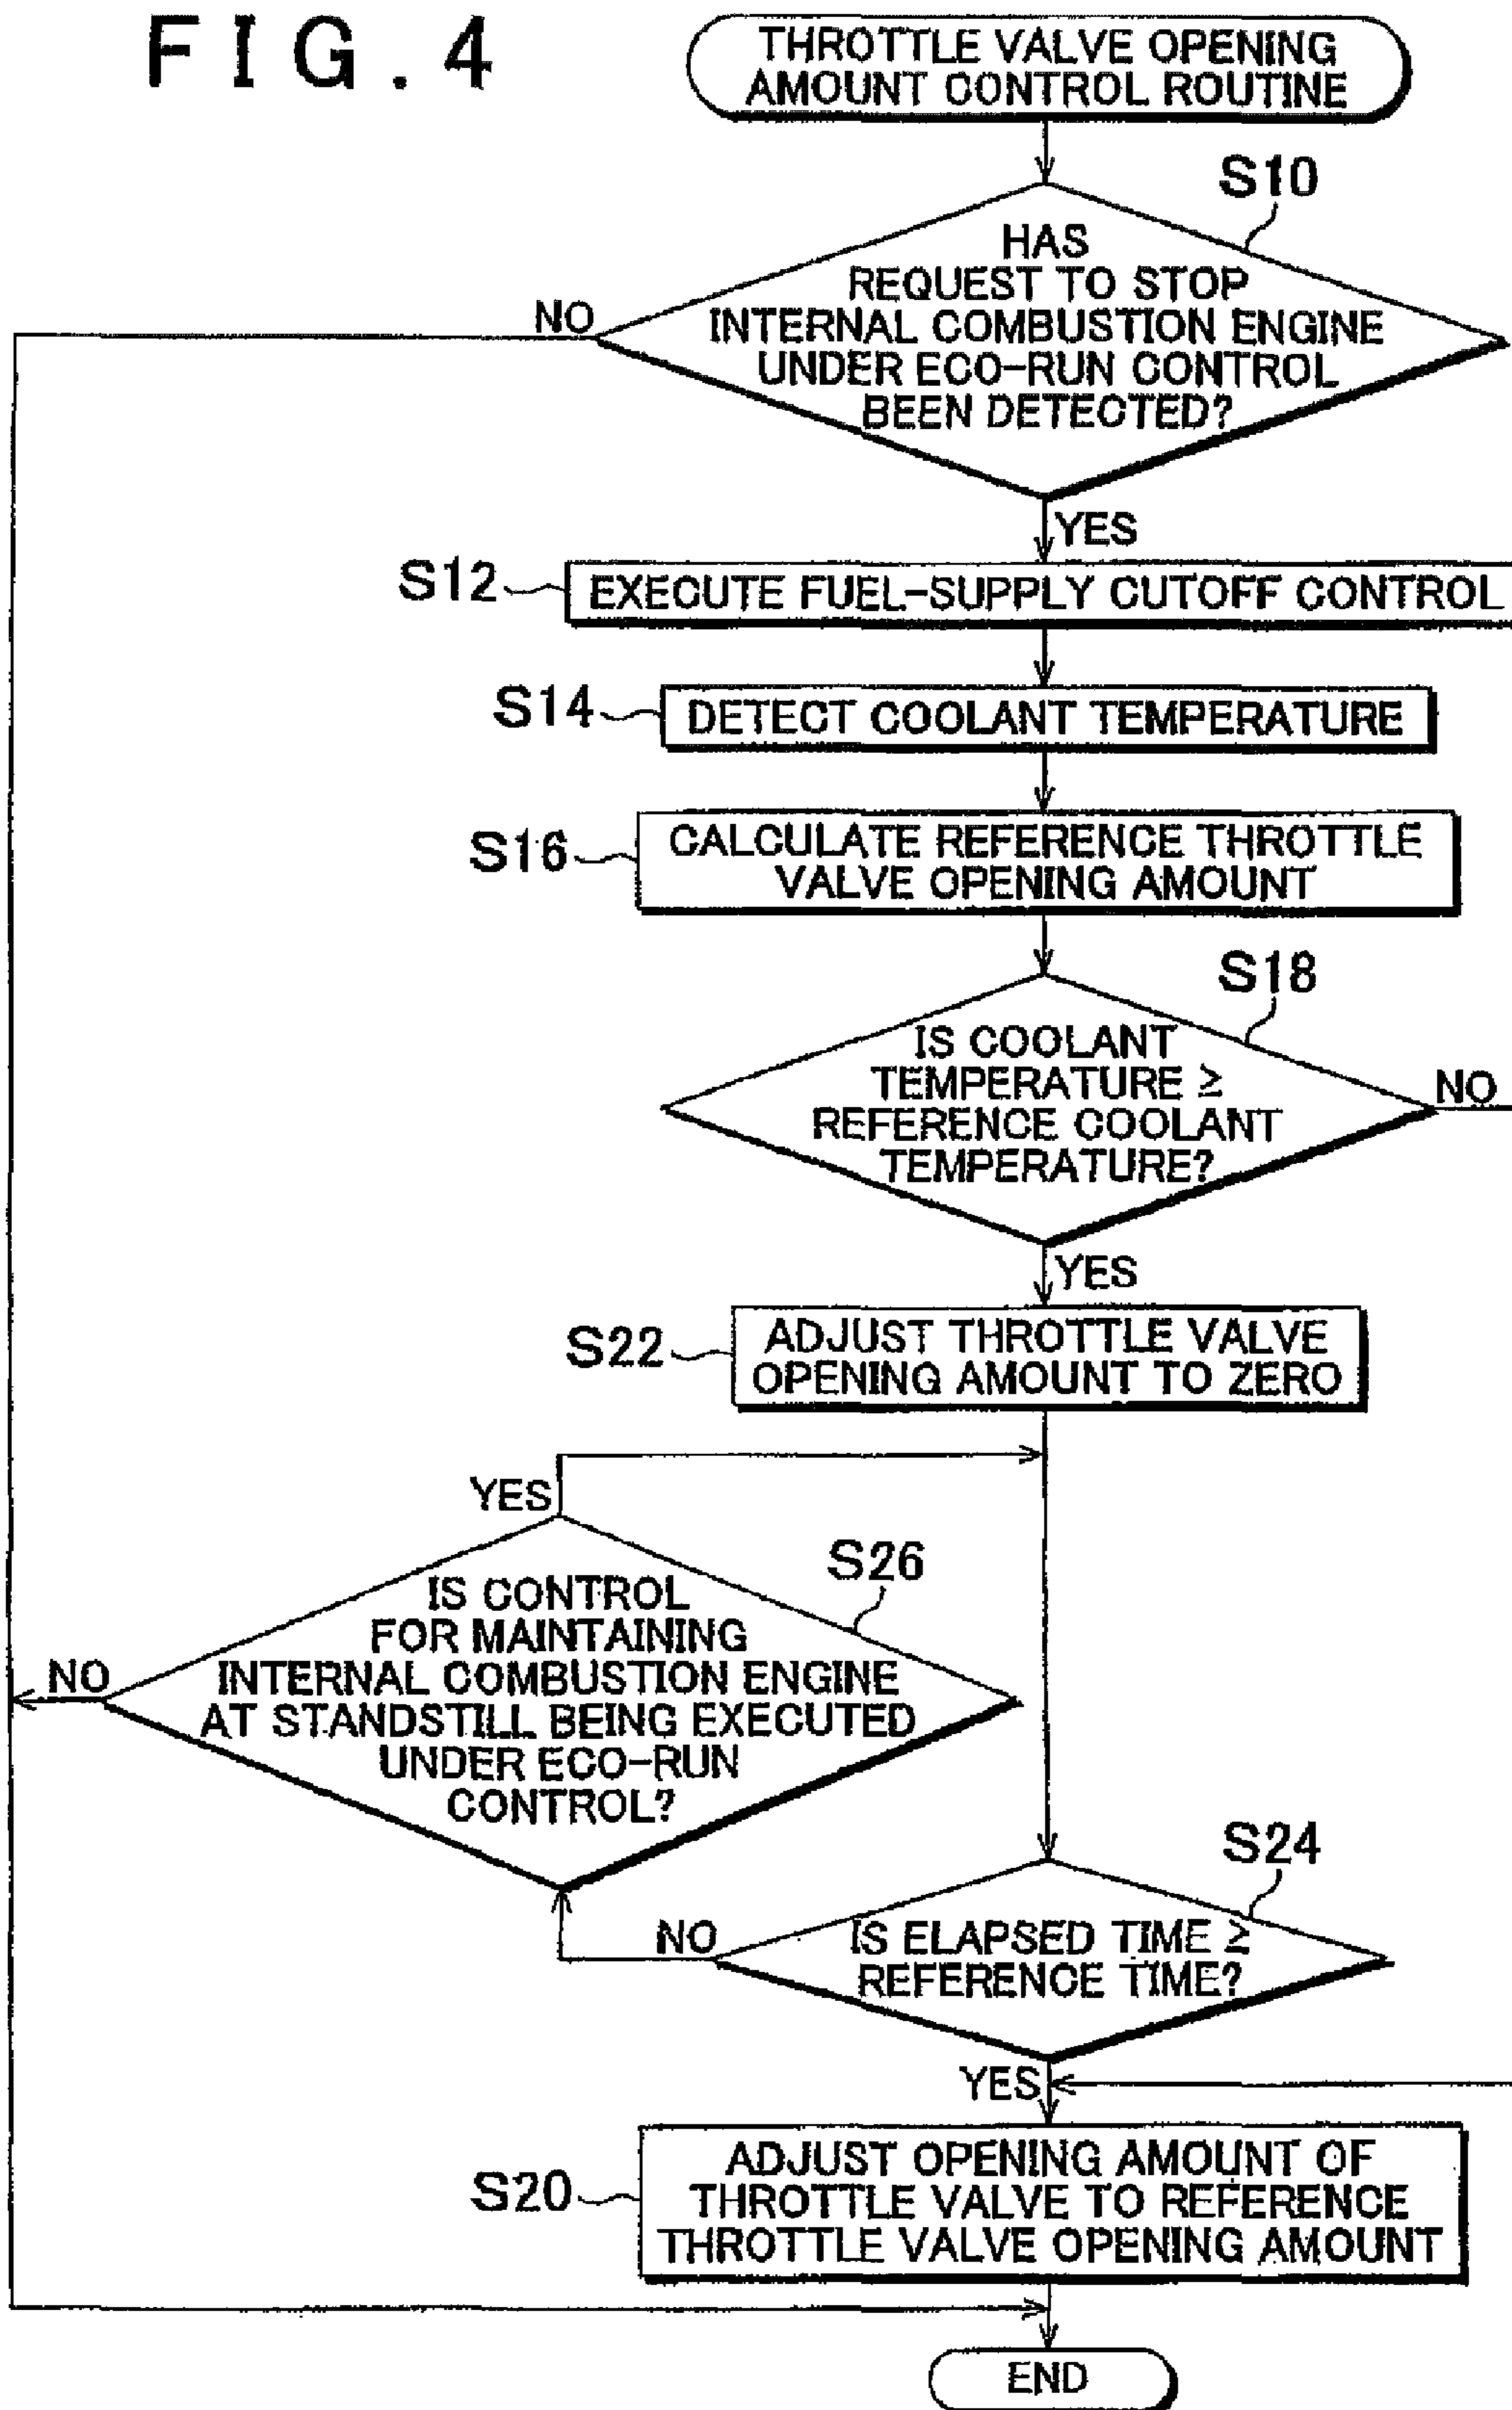 FIG.4
THROTTLE VALVE OPENING
AMOUNT CONTROL ROUTINE
S10
HAS
REQUEST TO STOP
INTERNAL COMBUSTION ENGINE
UNDER ECO-RUN CONTROL
BEEN DETECTED?
NO
YES
S12
EXECUTE FUEL-SUPPLY CUTOFF CONTROL
S14
DETECT COOLANT TEMPERATURE
S16
CALCULATE REFERENCE THROTTLE
VALVE OPENING AMOUNT
S18
IS COOLANT
TEMPERATURE ≥
REFERENCE COOLANT
TEMPERATURE?
NO
YES
S22
ADJUST THROTTLE VALVE
OPENING AMOUNT TO ZERO
YES
S26
IS CONTROL
FOR MAINTAINING
INTERNAL COMBUSTION ENGINE
AT STANDSTILL BEING EXECUTED
UNDER ECO-RUN
CONTROL?
NO
S24
IS ELAPSED TIME ≥
REFERENCE TIME?
NO
YES
S20
ADJUST OPENING AMOUNT OF
THROTTLE VALVE TO REFERENCE
THROTTLE VALVE OPENING AMOUNT
END